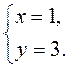 x = 1,
y = 3.